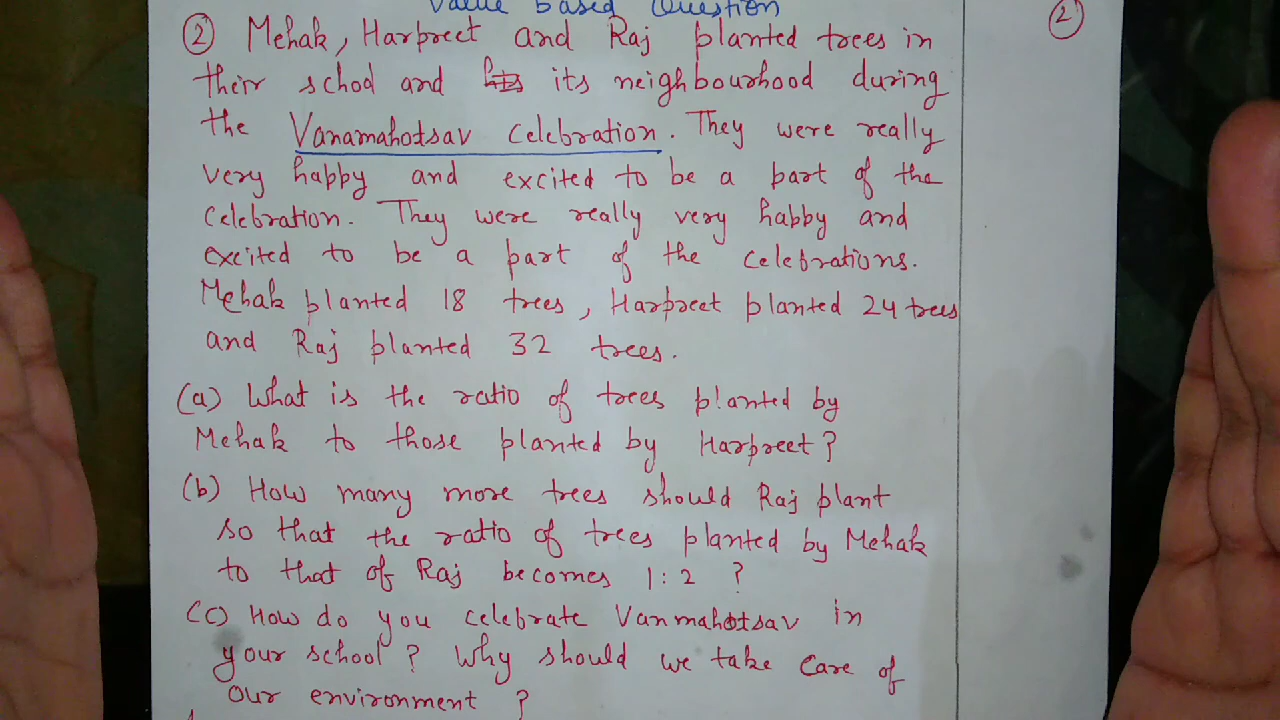 Value Based Question
② Mehak, Harpreet and Raj planted trees in ②
their school and its its neighbourhood during
the Vanamahotsav Celebration. They were really
very happy and excited to be a part of the
Celebration. They were really very happy and
excited to be a part of the celebrations.
Mehak planted 18 trees, Harpreet planted 24 trees
and Raj planted 32 trees.
(a) What is the ratio of trees planted by
Mehak to those planted by Harpreet?
(b) How many more trees should Raj plant
so that the ratio of trees planted by Mehak
to that of Raj becomes 1:2 ?
(c) How do you celebrate Vanmahotsav in
your school? Why should we take care of
our environment ?